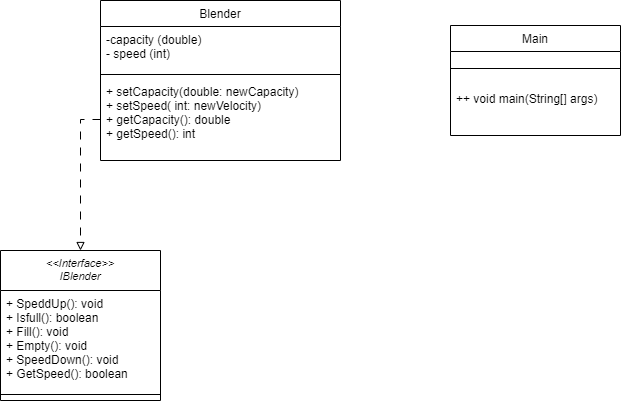 Blender
-capacity (double)
- speed (int)
+ setCapacity(double: newCapacity)
+ setSpeed( int: newVelocity)
+ getCapacity(): double
+ getSpeed(): int
Main
++ void main(String[] args)
<<Interface>>
IBlender
+ SpeddUp(): void
+ Isfull(): boolean
+ Fill(): void
+ Empty(): void
+ SpeedDown(): void
+ GetSpeed(): boolean